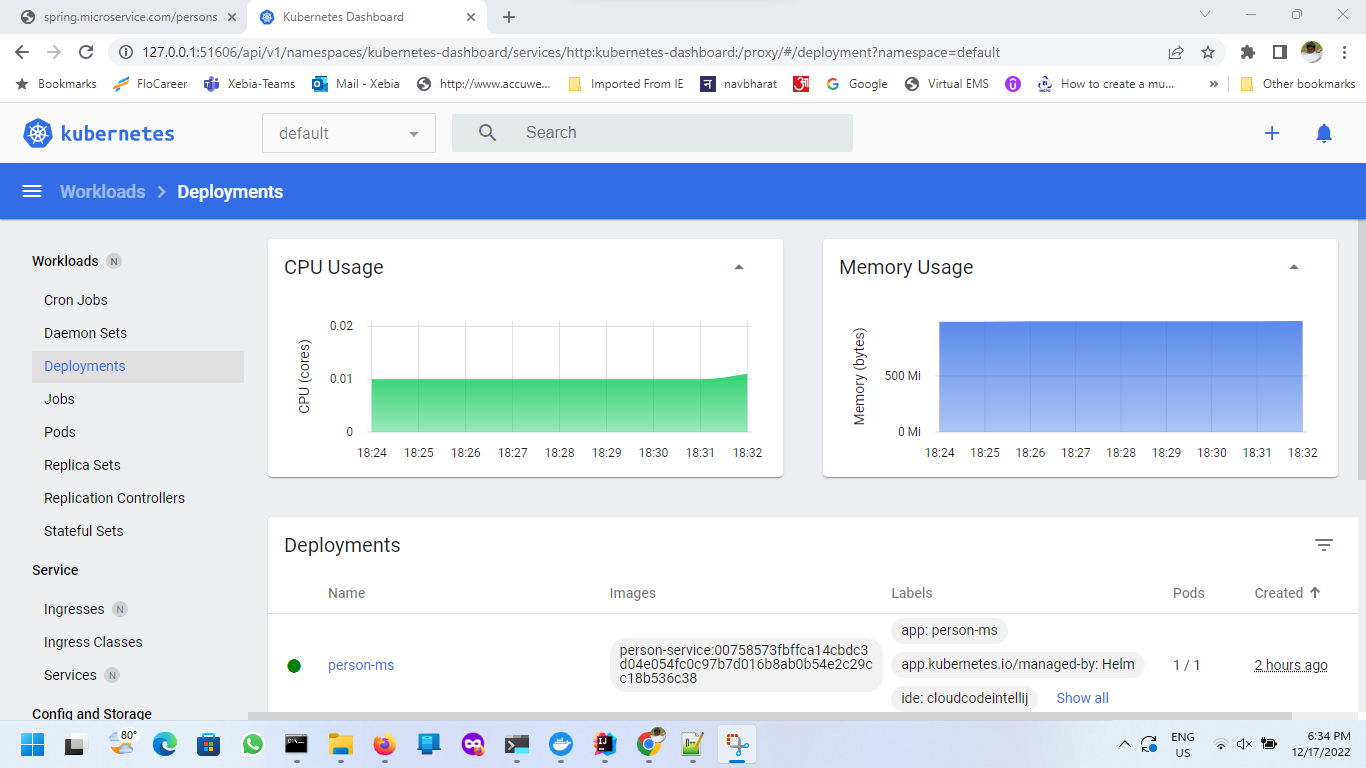 spring.microservice.com/persons
Kubernetes Dashboard
127.0.0.1:51606/api/v1/namespaces/kubernetes-dashboard/services/http:kubernetes-dashboard:/proxy/#/deployment?namespace=default
Bookmarks
FloCareer
Xebia-Teams
Mail - Xebia
http://www.accuwe...
Imported From IE
न
navbharat
अ
Google
Virtual EMS
How to create a mu...
»
Other bookmarks
kubernetes
default
Search
Workloads
Deployments
Workloads N
Cron Jobs
Daemon Sets
Deployments
Jobs
Pods
Replica Sets
Replication Controllers
Stateful Sets
Service
Ingresses N
Ingress Classes
Services N
Config and Storage
CPU Usage
CPU (cores)
0.02
0.01
0
18:24 18:25 18:26 18:27 18:28 18:29 18:30 18:31 18:32
Memory Usage
Memory (bytes)
500 Mi
0 Mi
18:24 18:25 18:26 18:27 18:28 18:29 18:30 18:31 18:32
Deployments
Name Images Labels Pods Created
person-ms
person-service:00758573fbffca14cbdc3
d04e054fc0c97b7d016b8ab0b54e2c29c
c18b536c38
app: person-ms
app.kubernetes.io/managed-by: Helm
ide: cloudcodeintellij
Show all
1 / 1
2 hours ago
80°
ENG
US
6:34 PM
12/17/2022